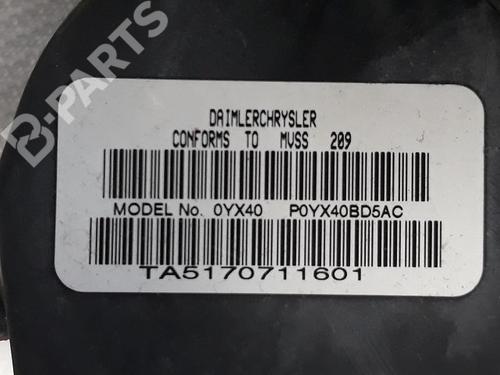 B-PARTS
DAIMLERCHRYSLER
CONFORMS TO MVSS 209
MODEL No. 0YX40 P0YX40BD5AC
TA5170711601